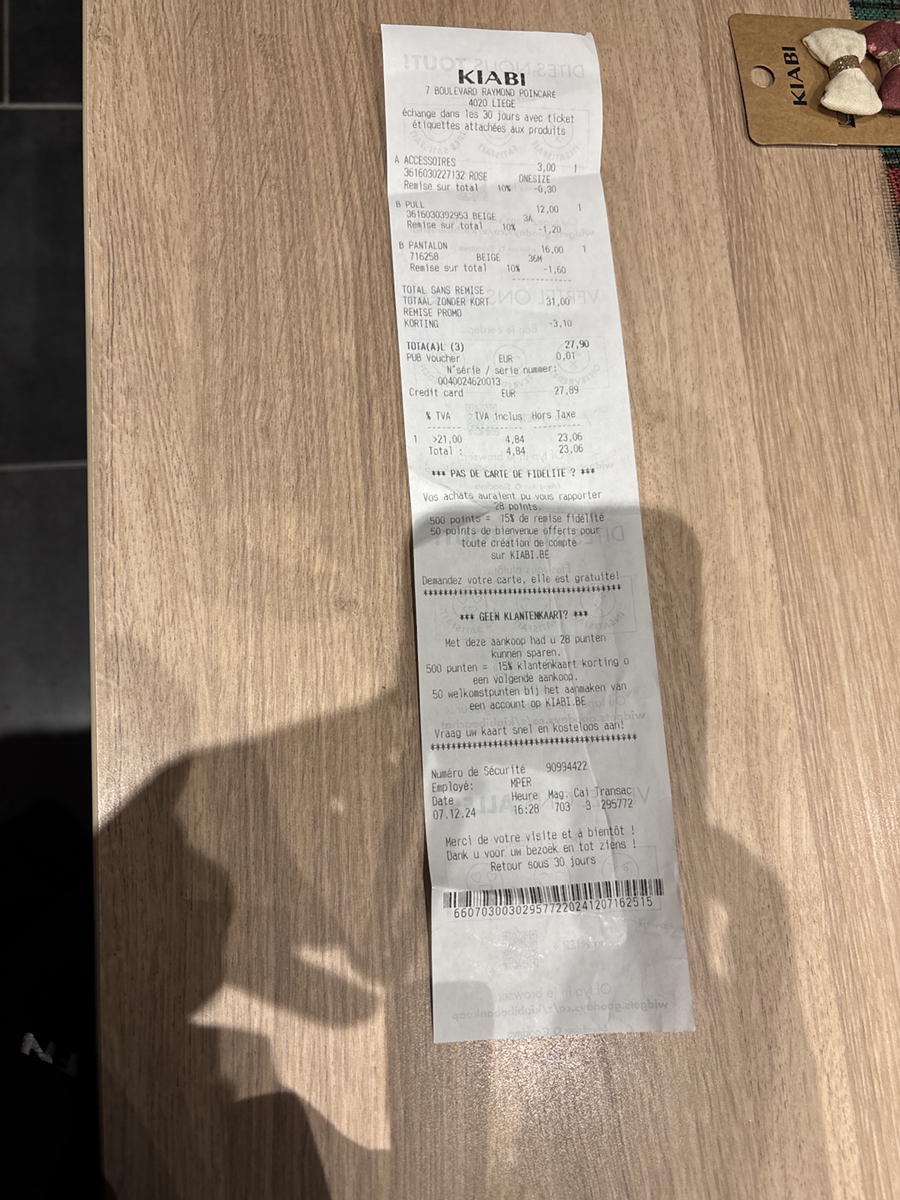 KIABI
7 BOULEVARD RAYMOND POINCARE
4020 LIEGE
échange dans les 30 jours avec ticket
étiquettes attachées aux produits
A ACCESSOIRES 3,00 1
3616030227132 ROSE ONESIZE
Remise sur total 10% -0,30
B PULL 12,00 1
3616030392953 BEIGE 3A
Remise sur total 10% -1,20
B PANTALON 16,00 1
716258 BEIGE 36M
Remise sur total 10% -1,60
--------------
TOTAL SANS REMISE
TOTAAL ZONDER KORT 31,00
REMISE PROMO
KORTING -3,10
TOTA(A)L (3) 27,90
PUB Voucher EUR 0,01
N°série / serie nummer:
0040024620013
Credit card EUR 27,89
% TVA TVA inclus Hors Taxe
1 >21,00 4,84 23,06
Total : 4,84 23,06
*** PAS DE CARTE DE FIDELITE ? ***
Vos achats auraient pu vous rapporter
28 points.
500 points = 15% de remise fidélité
50 points de bienvenue offerts pour
toute création de compte
sur KIABI.BE
Demandez votre carte, elle est gratuite!
****************************************
*** GEEN KLANTENKAART? ***
Met deze aankoop had u 28 punten
kunnen sparen.
500 punten = 15% klantenkaart korting o
een volgende aankoop.
50 welkomstpunten bij het aanmaken van
een account op KIABI.BE
Vraag uw kaart snel en kosteloos aan!
****************************************
Numéro de Sécurité 90994422
Employé: MPER
Date Heure Mag. Cai Transac
07.12.24 16:28 703 3 295772
Merci de votre visite et à bientôt !
Dank u voor uw bezoek en tot ziens !
Retour sous 30 jours
660703003029577220241207162515
KIABI